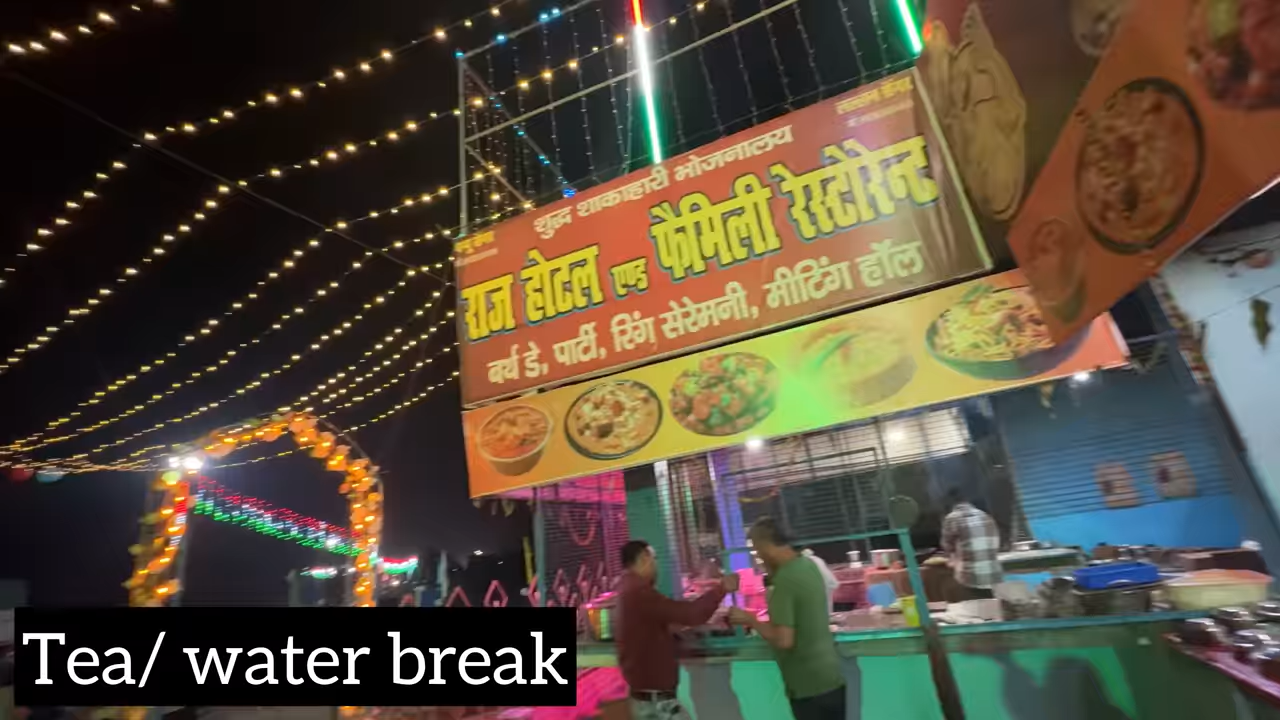 शुद्ध शाकाहारी भोजनालय
राज होटल एण्ड फैमिली रेस्टोरेन्ट
बर्थ डे, पार्टी, रिंग सेरेमनी, मीटिंग हॉल
Tea/ water break